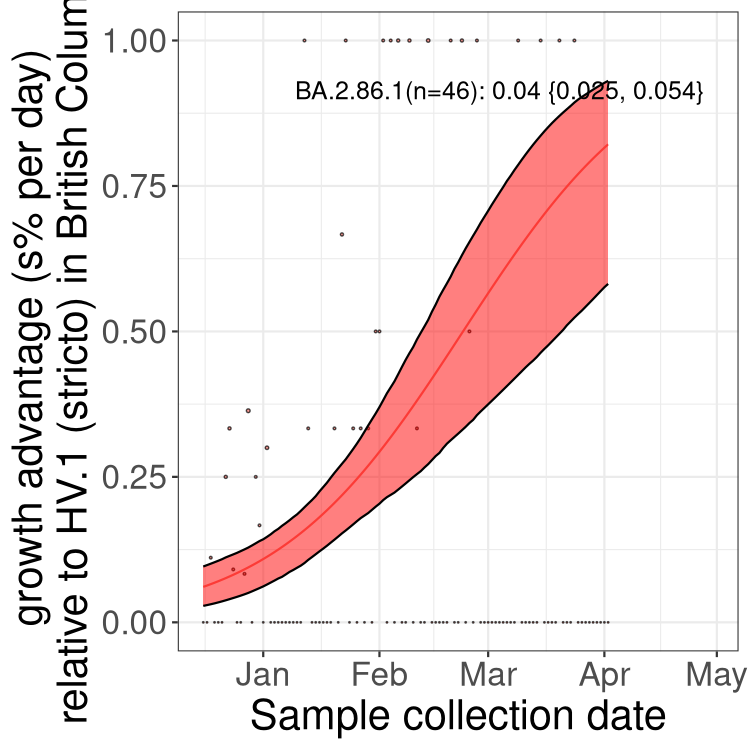 growth advantage (s% per day)
relative to HV.1 (stricto) in British Colum
1.00
0.75
0.50
0.25
0.00
BA.2.86.1(n=46): 0.04 {0.025, 0.054}
Jan Feb Mar Apr May
Sample collection date